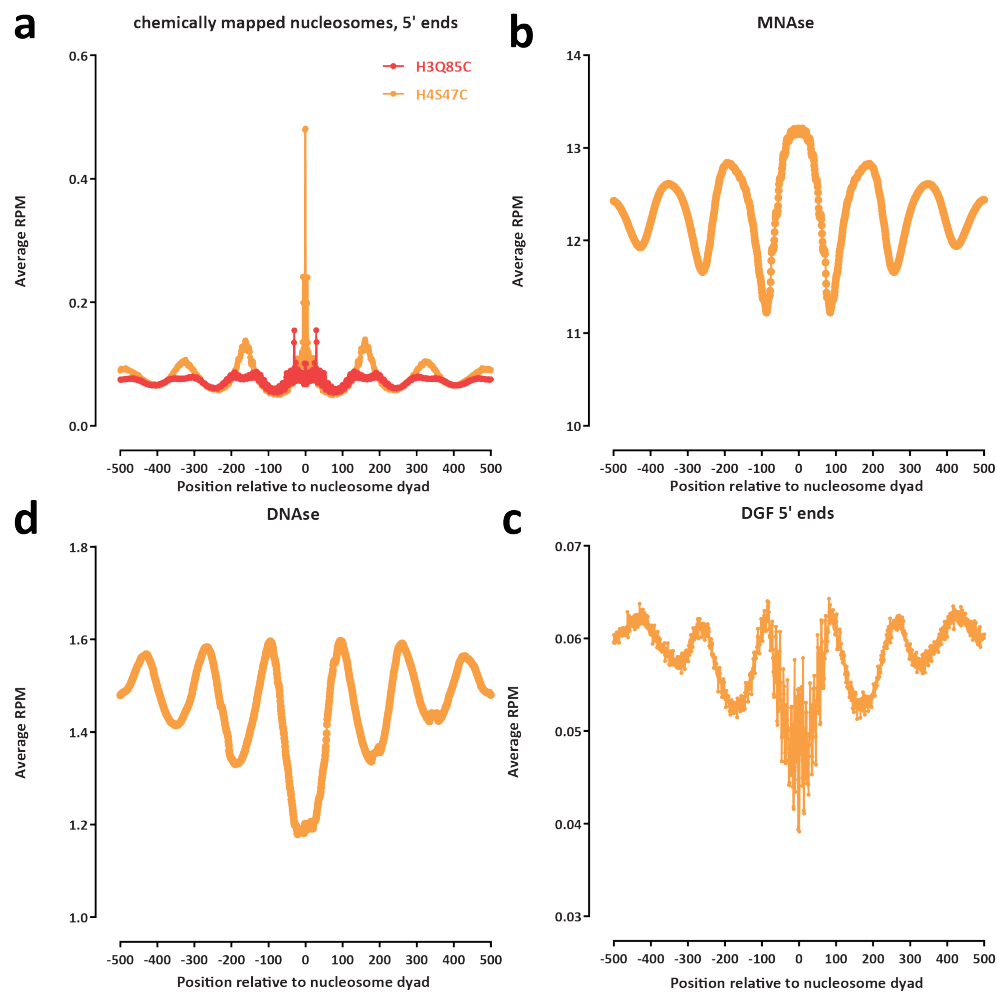 a
chemically mapped nucleosomes, 5' ends
Average RPM
0.6
0.4
0.2
0.0
H3Q85C
H4S47C
-500 -400 -300 -200 -100 0 100 200 300 400 500
Position relative to nucleosome dyad
b
MNAse
Average RPM
14
13
12
11
10
-500 -400 -300 -200 -100 0 100 200 300 400 500
Position relative to nucleosome dyad
d
DNAse
Average RPM
1.8
1.6
1.4
1.2
1.0
-500 -400 -300 -200 -100 0 100 200 300 400 500
Position relative to nucleosome dyad
c
DGF 5' ends
Average RPM
0.07
0.06
0.05
0.04
0.03
-500 -400 -300 -200 -100 0 100 200 300 400 500
Position relative to nucleosome dyad